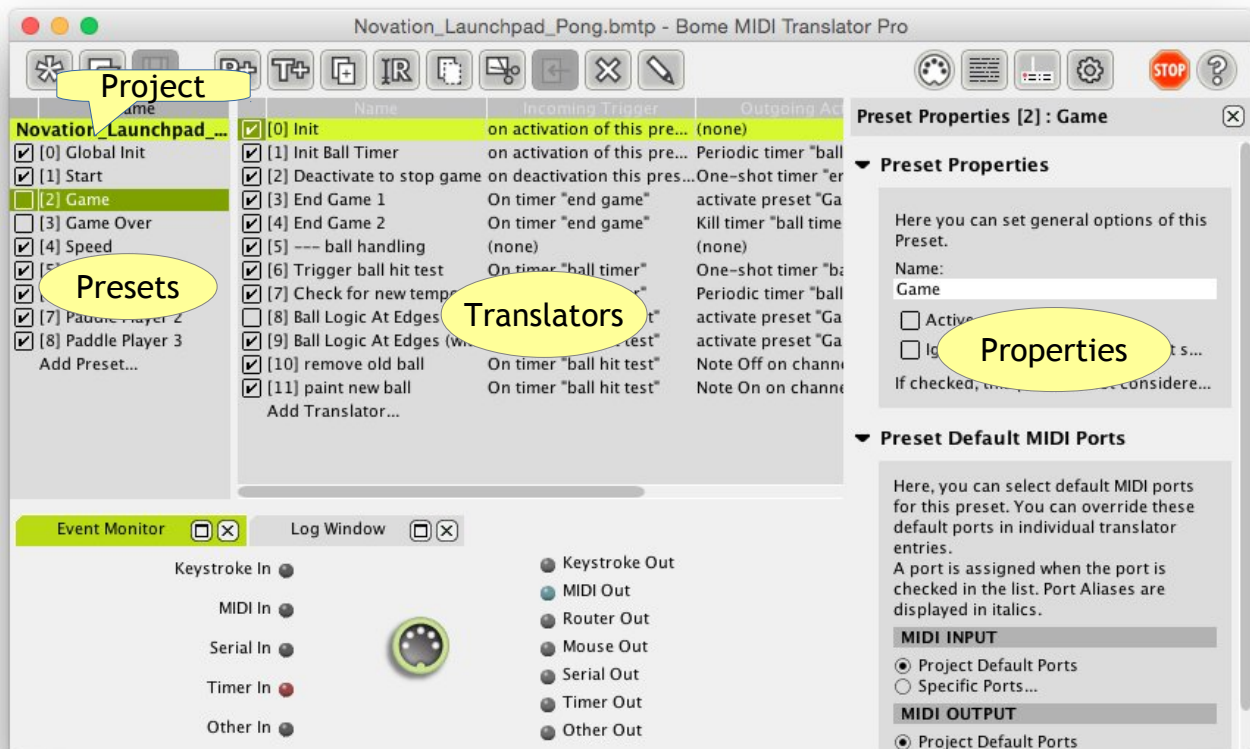 Novation_Launchpad_Pong.bmtp - Bome MIDI Translator Pro
STOP
Project
Name Incoming Trigger Outgoing Act
Novation_Launchpad_...
[0] Global Init
[1] Start
[2] Game
[3] Game Over
[4] Speed
Presets
[7] Paddle Player 2
[8] Paddle Player 3
Add Preset...
[0] Init on activation of this pre... (none)
[1] Init Ball Timer on activation of this pre... Periodic timer "ball
[2] Deactivate to stop game on deactivation this pres... One-shot timer "er
[3] End Game 1 On timer "end game" activate preset "Ga
[4] End Game 2 On timer "end game" Kill timer "ball time
[5] --- ball handling (none) (none)
[6] Trigger ball hit test On timer "ball timer" One-shot timer "ba
[7] Check for new temp Periodic timer "ball
Translators
[8] Ball Logic At Edges activate preset "Ga
[9] Ball Logic At Edges test" activate preset "Ga
[10] remove old ball On timer "ball hit test" Note Off on chann
[11] paint new ball On timer "ball hit test" Note On on channe
Add Translator...
Preset Properties [2] : Game
Preset Properties
Here you can set general options of this
Preset.
Name:
Game
Active
Properties
If checked, considere...
Preset Default MIDI Ports
Here, you can select default MIDI ports
for this preset. You can override these
default ports in individual translator
entries.
A port is assigned when the port is
checked in the list. Port Aliases are
displayed in italics.
MIDI INPUT
Project Default Ports
Specific Ports...
MIDI OUTPUT
Project Default Ports
Event Monitor
Log Window
Keystroke In
MIDI In
Serial In
Timer In
Other In
Keystroke Out
MIDI Out
Router Out
Mouse Out
Serial Out
Timer Out
Other Out